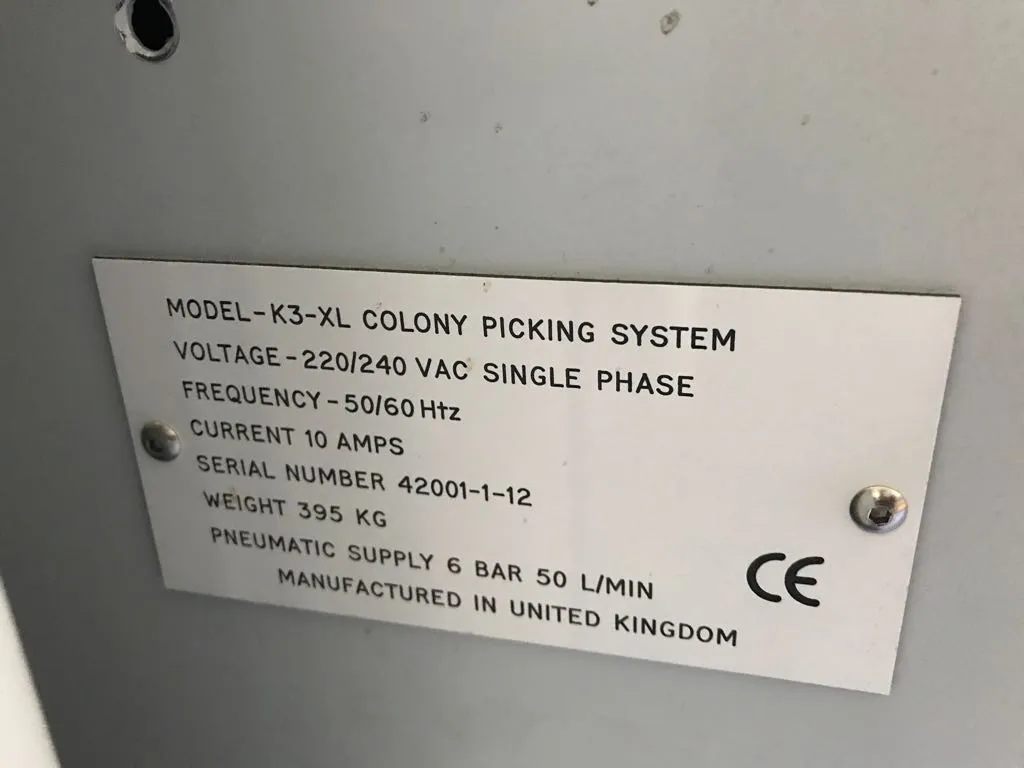 MODEL-K3-XL COLONY PICKING SYSTEM
VOLTAGE-220/240 VAC SINGLE PHASE
FREQUENCY-50/60 Htz
CURRENT 10 AMPS
SERIAL NUMBER 42001-1-12
WEIGHT 395 KG
PNEUMATIC SUPPLY 6 BAR 50 L/MIN
CE
MANUFACTURED IN UNITED KINGDOM